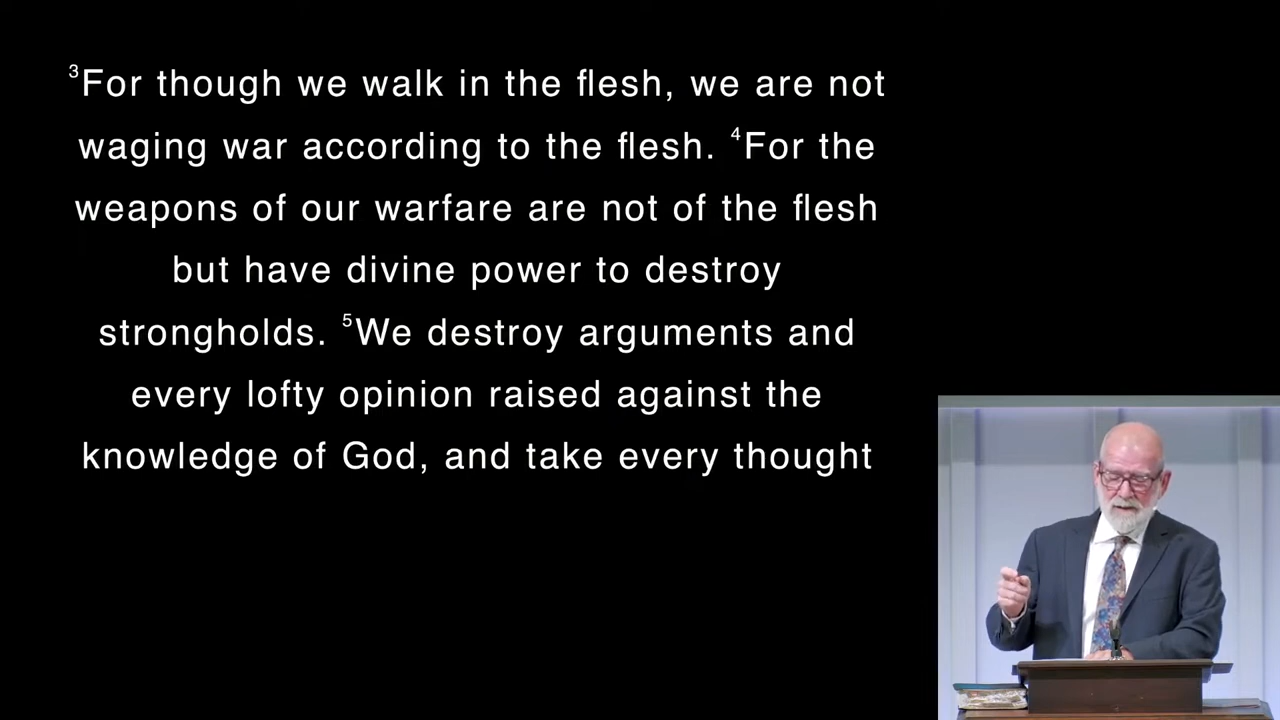 ³For though we walk in the flesh, we are not
waging war according to the flesh. ⁴For the
weapons of our warfare are not of the flesh
but have divine power to destroy
strongholds. ⁵We destroy arguments and
every lofty opinion raised against the
knowledge of God, and take every thought